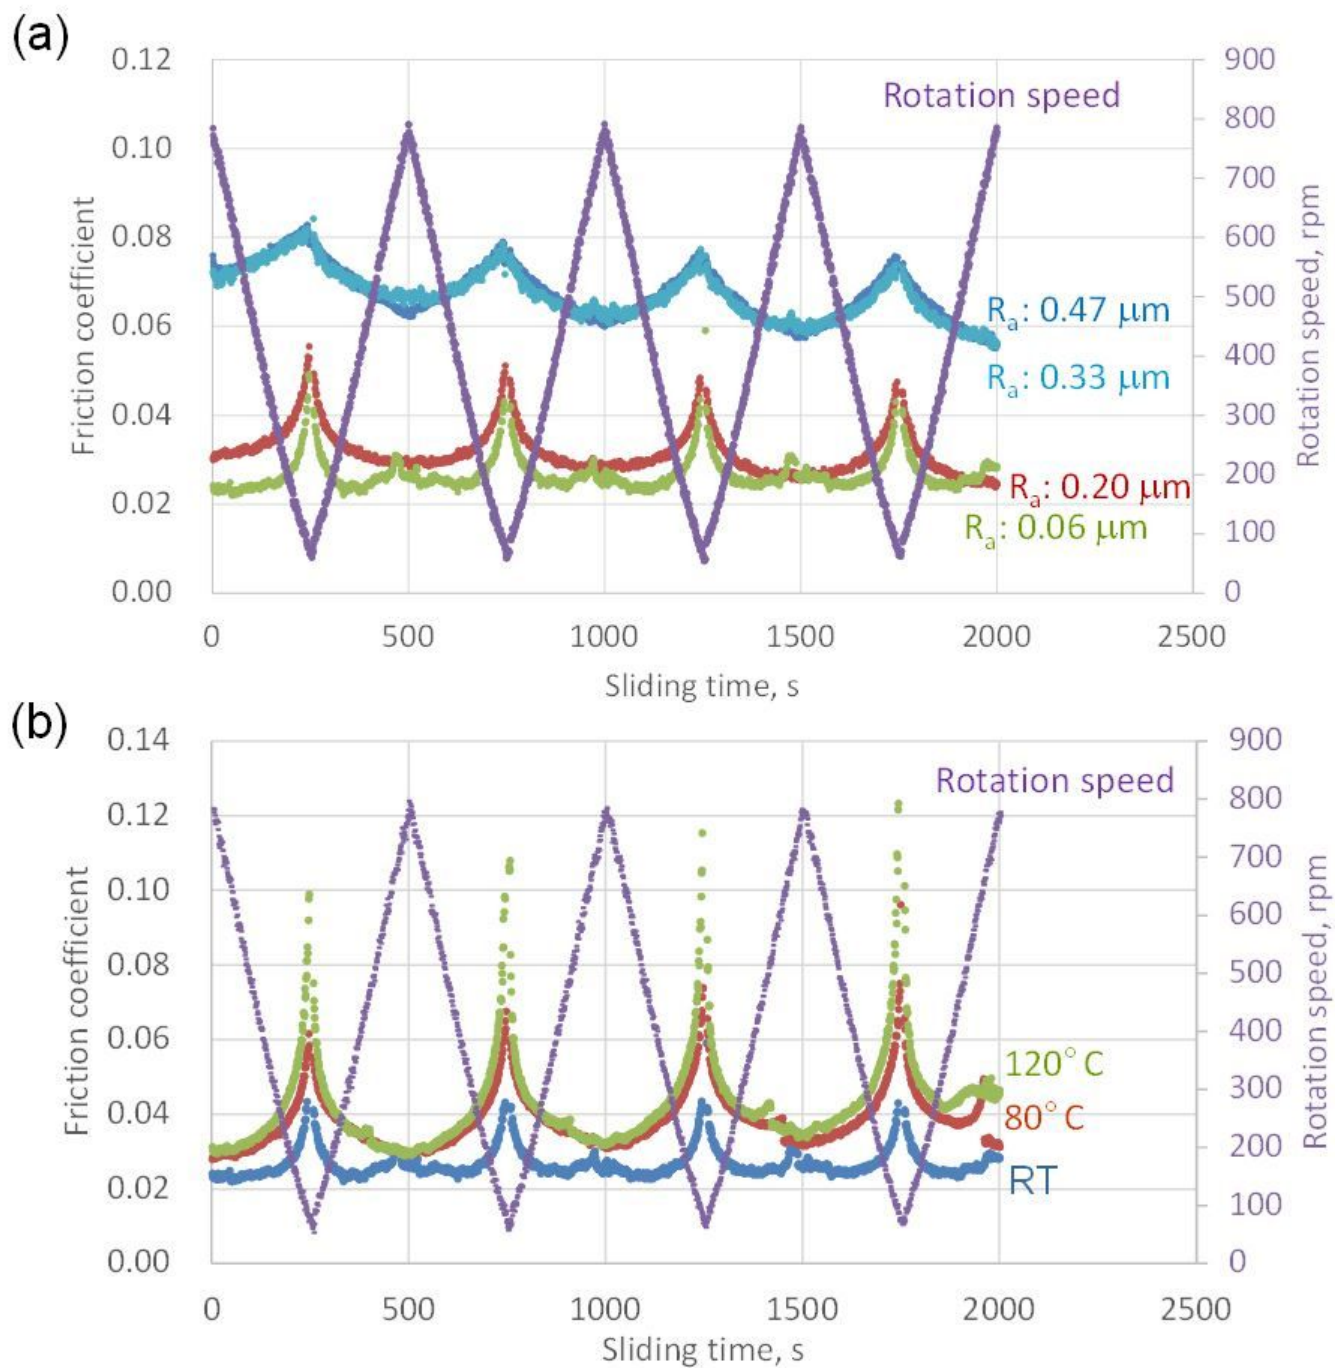 (a)
0.12
0.10
0.08
0.06
0.04
0.02
0.00
Friction coefficient
900
800
700
600
500
400
300
200
100
0
Rotation speed, rpm
Rotation speed
Ra: 0.47 μm
Ra: 0.33 μm
Ra: 0.20 μm
Ra: 0.06 μm
0 500 1000 1500 2000 2500
Sliding time, s
(b)
0.14
0.12
0.10
0.08
0.06
0.04
0.02
0.00
Friction coefficient
900
800
700
600
500
400
300
200
100
0
Rotation speed, rpm
Rotation speed
120°C
80°C
RT
0 500 1000 1500 2000 2500
Sliding time, s